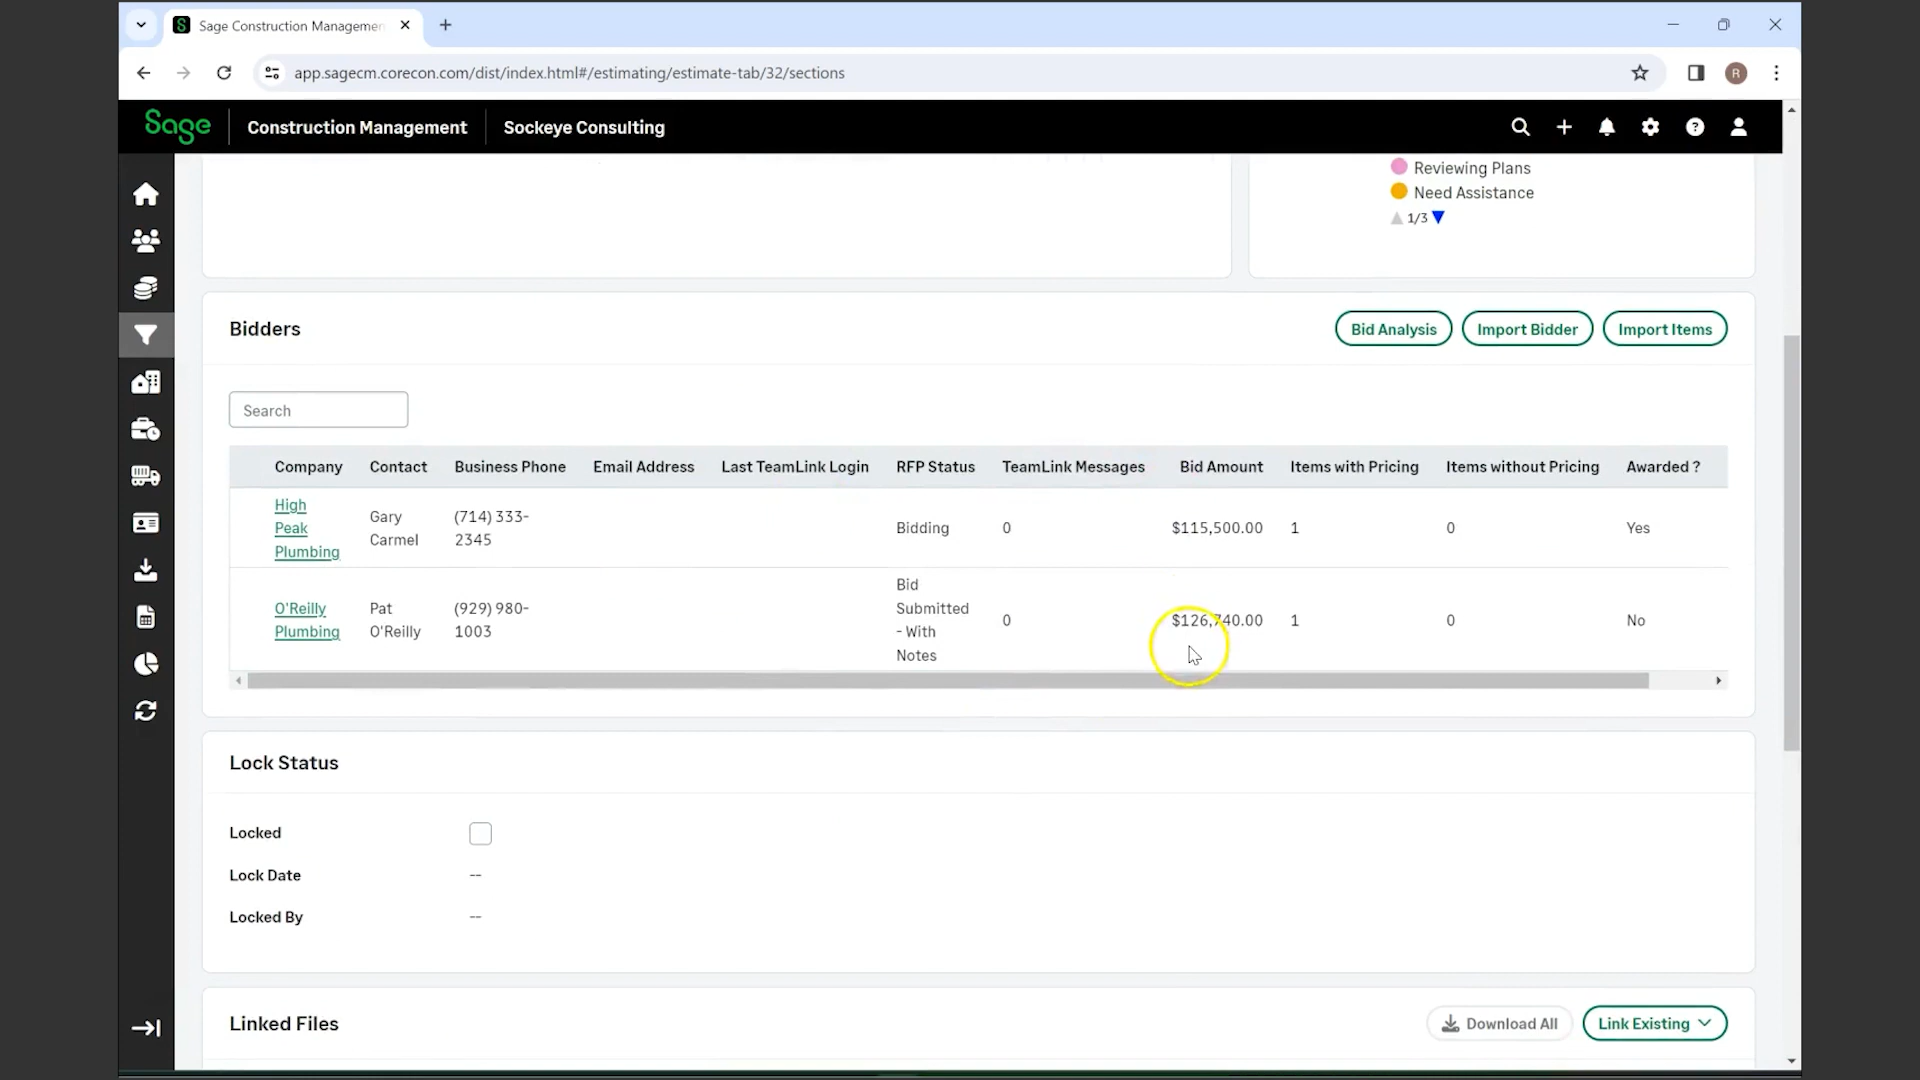 Sage Construction Managemen
app.sagecm.corecon.com/dist/index.html#/estimating/estimate-tab/32/sections
R
Sage Construction Management Sockeye Consulting
Reviewing Plans
Need Assistance
1/3
Bidders
Bid Analysis Import Bidder Import Items
Search
Company Contact Business Phone Email Address Last TeamLink Login RFP Status TeamLink Messages Bid Amount Items with Pricing Items without Pricing Awarded ?
High
Peak
Plumbing
Gary
Carmel
(714) 333-
2345
Bidding
0
$115,500.00
1
0
Yes
O'Reilly
Plumbing
Pat
O'Reilly
(929) 980-
1003
Bid
Submitted
- With
Notes
0
$126,740.00
1
0
No
Lock Status
Locked
Lock Date --
Locked By --
Linked Files
Download All Link Existing